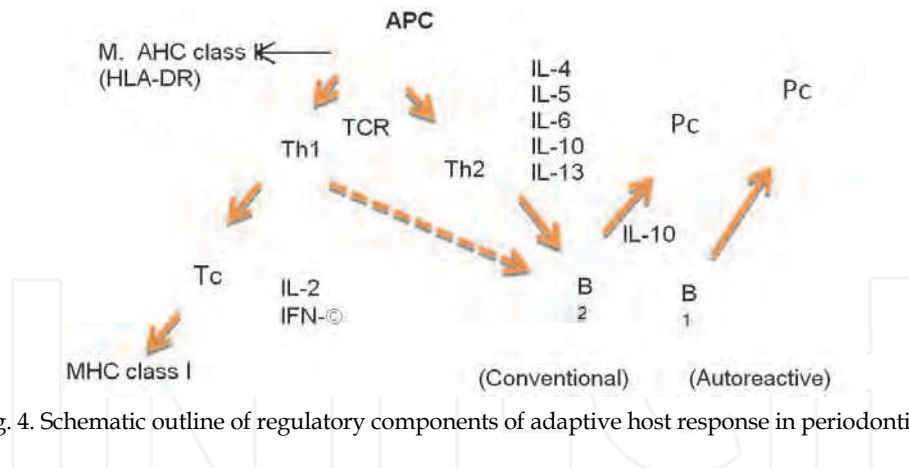 APC
M. AHC class II
(HLA-DR)
IL-4
IL-5
IL-6
IL-10
IL-13
Pc
Pc
TCR
Th1
Th2
IL-10
Tc
IL-2
IFN-©
B
2
B
1
MHC class I
(Conventional)
(Autoreactive)
g. 4. Schematic outline of regulatory components of adaptive host response in periodonti